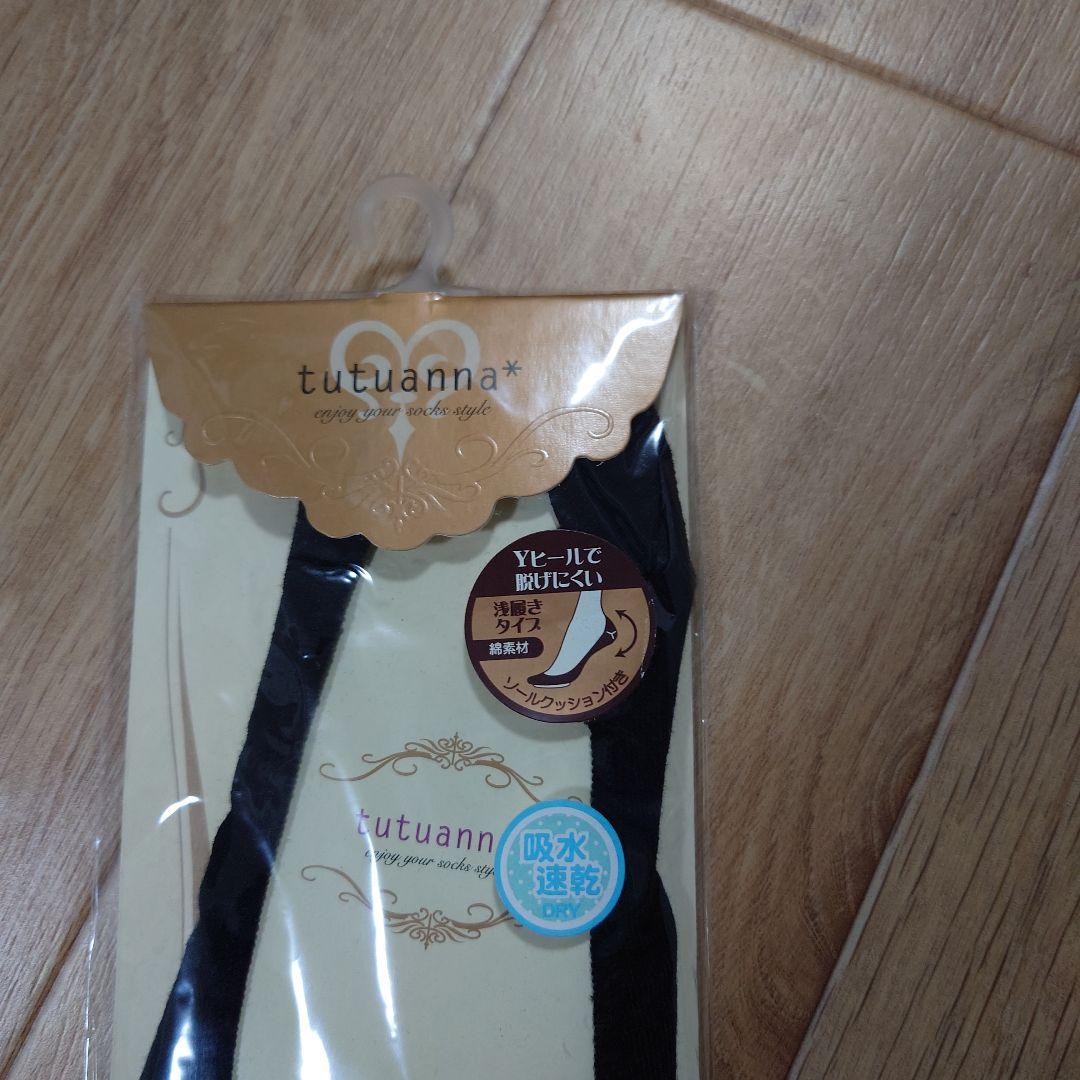 tutuanna*
enjoy your socks style
Yヒールで
脱げにくい
浅履き
タイプ
綿素材
ソールクッション付き
tutuann
enjoy your socks sty
吸水
速乾
DRY